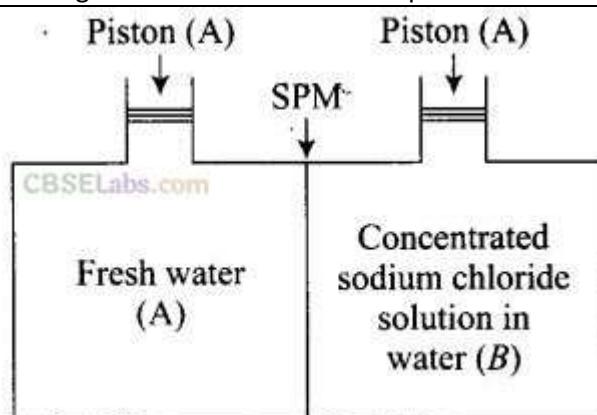 Piston (A) Piston (A)
SPM
CBSELabs.com
Fresh water
(A)
Concentrated
sodium chloride
solution in
water (B)